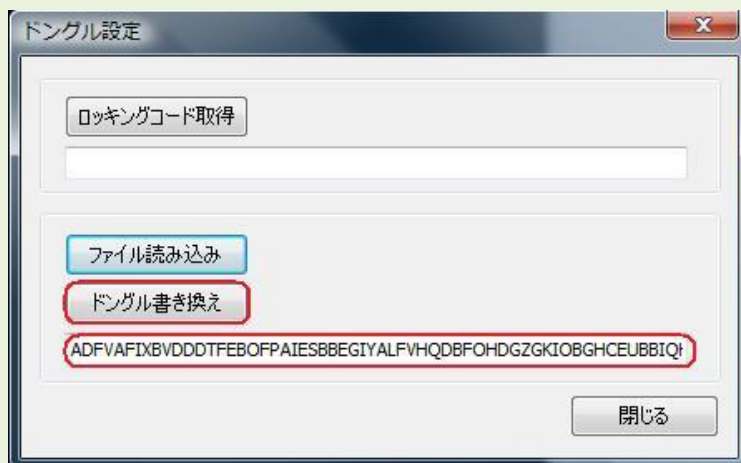 ドングル設定
ロッキングコード取得
ファイル読み込み
ドングル書き換え
ADFVAFIXBVDDDTFEBOFPAIESBBEGIYALFVHQDBFOHDGZGKIOBGHCEUBBIQ
閉じる